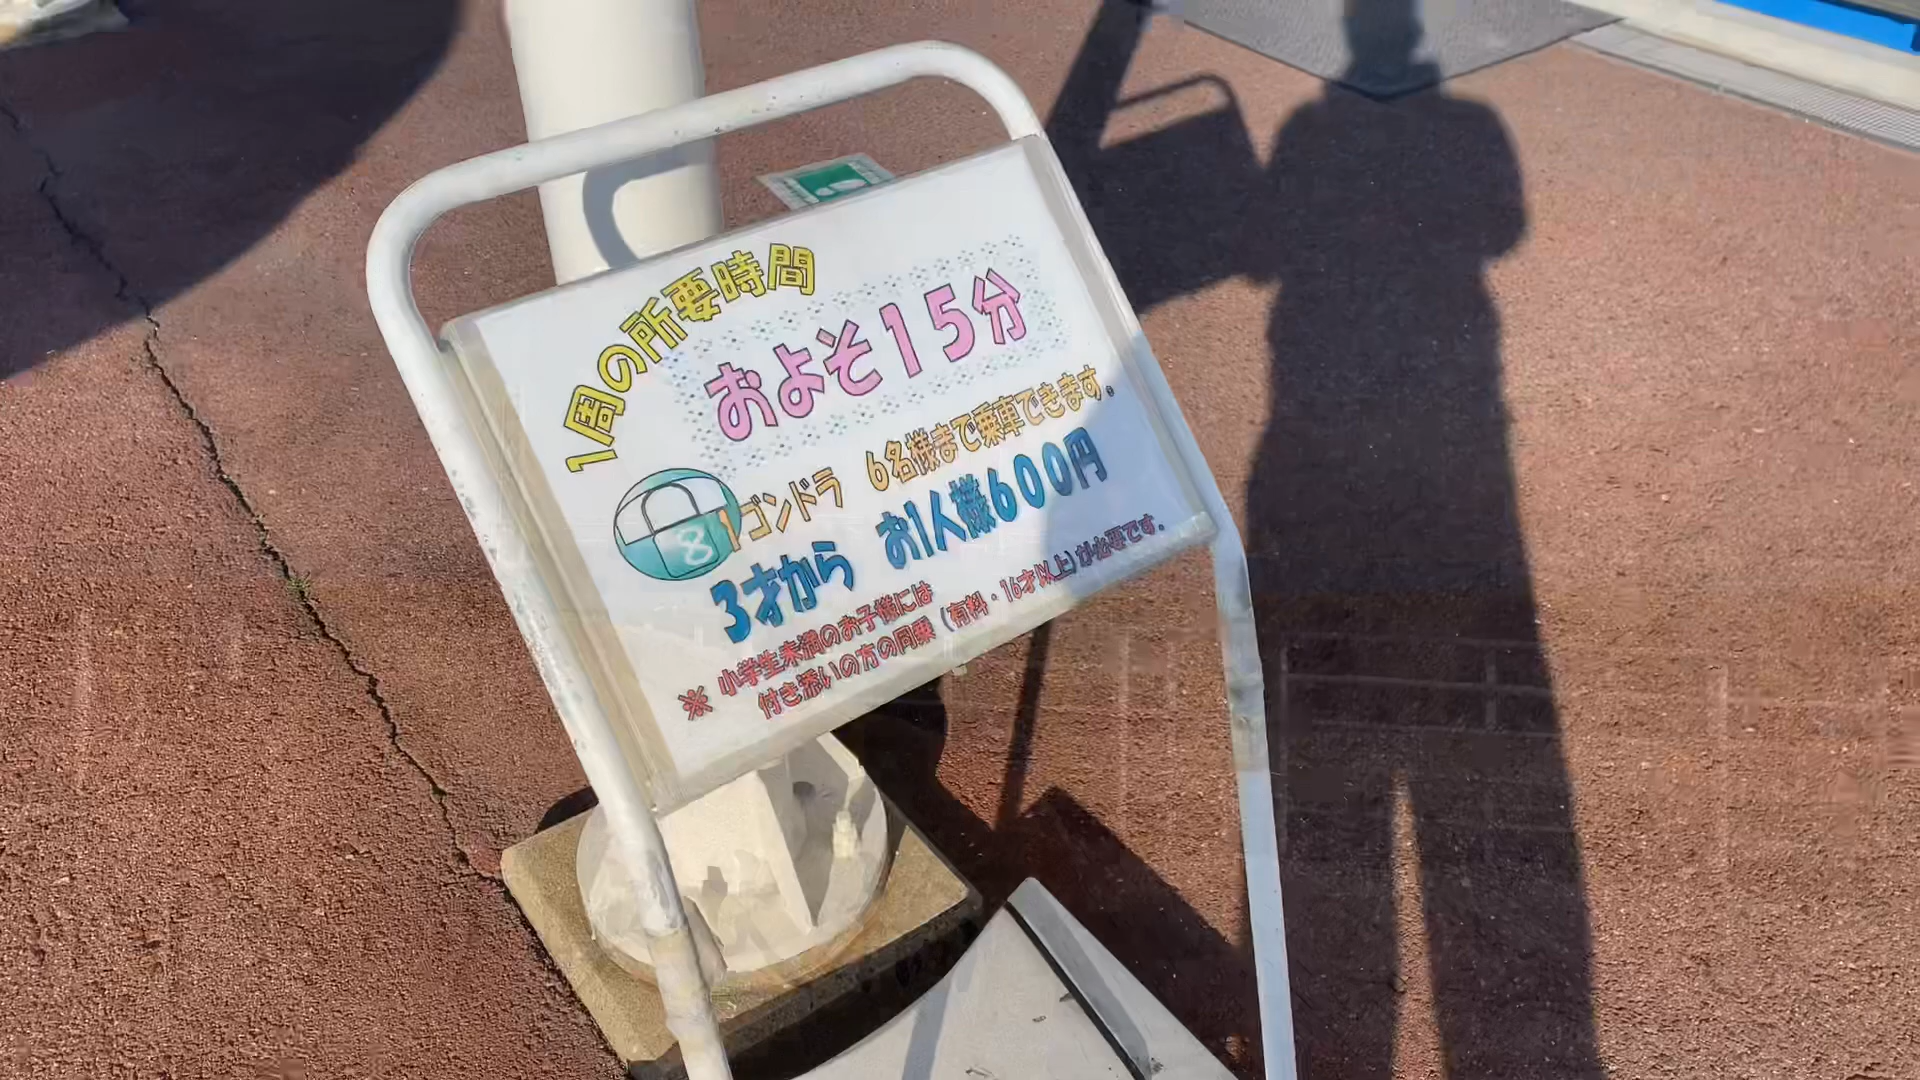 1周の所要時間
およそ15分
1ゴンドラ 6名様まで乗車できます。
8
3才から お1人様600円
※ 小学生未満のお子様には
付き添いの方の同乗(有料・16才以上)が必要です。